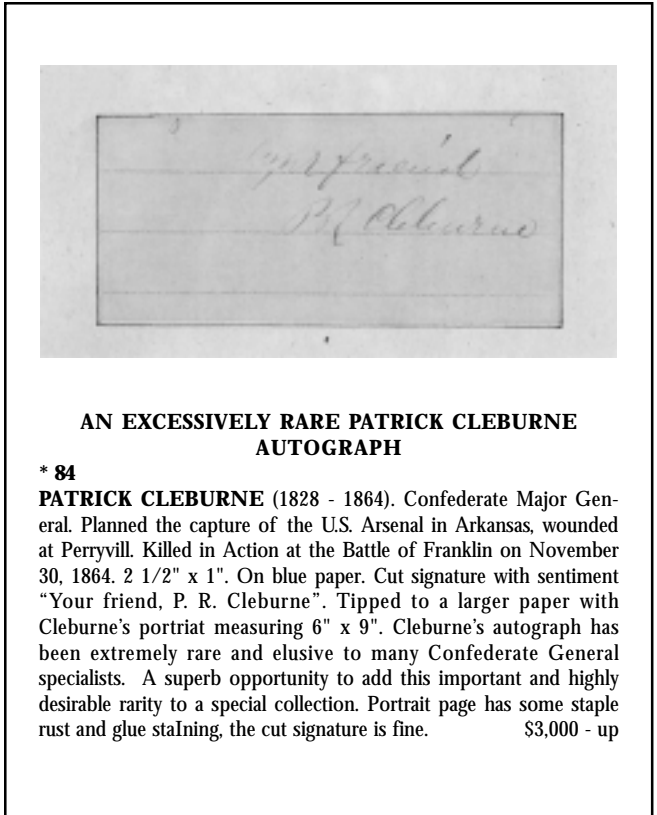 Your friend
P R Cleburne
AN EXCESSIVELY RARE PATRICK CLEBURNE
AUTOGRAPH
* 84
PATRICK CLEBURNE (1828 - 1864). Confederate Major Gen-
eral. Planned the capture of the U.S. Arsenal in Arkansas, wounded
at Perryvill. Killed in Action at the Battle of Franklin on November
30, 1864. 2 1/2" x 1". On blue paper. Cut signature with sentiment
“Your friend, P. R. Cleburne”. Tipped to a larger paper with
Cleburne’s portriat measuring 6" x 9". Cleburne’s autograph has
been extremely rare and elusive to many Confederate General
specialists. A superb opportunity to add this important and highly
desirable rarity to a special collection. Portrait page has some staple
rust and glue staIning, the cut signature is fine. $3,000 - up